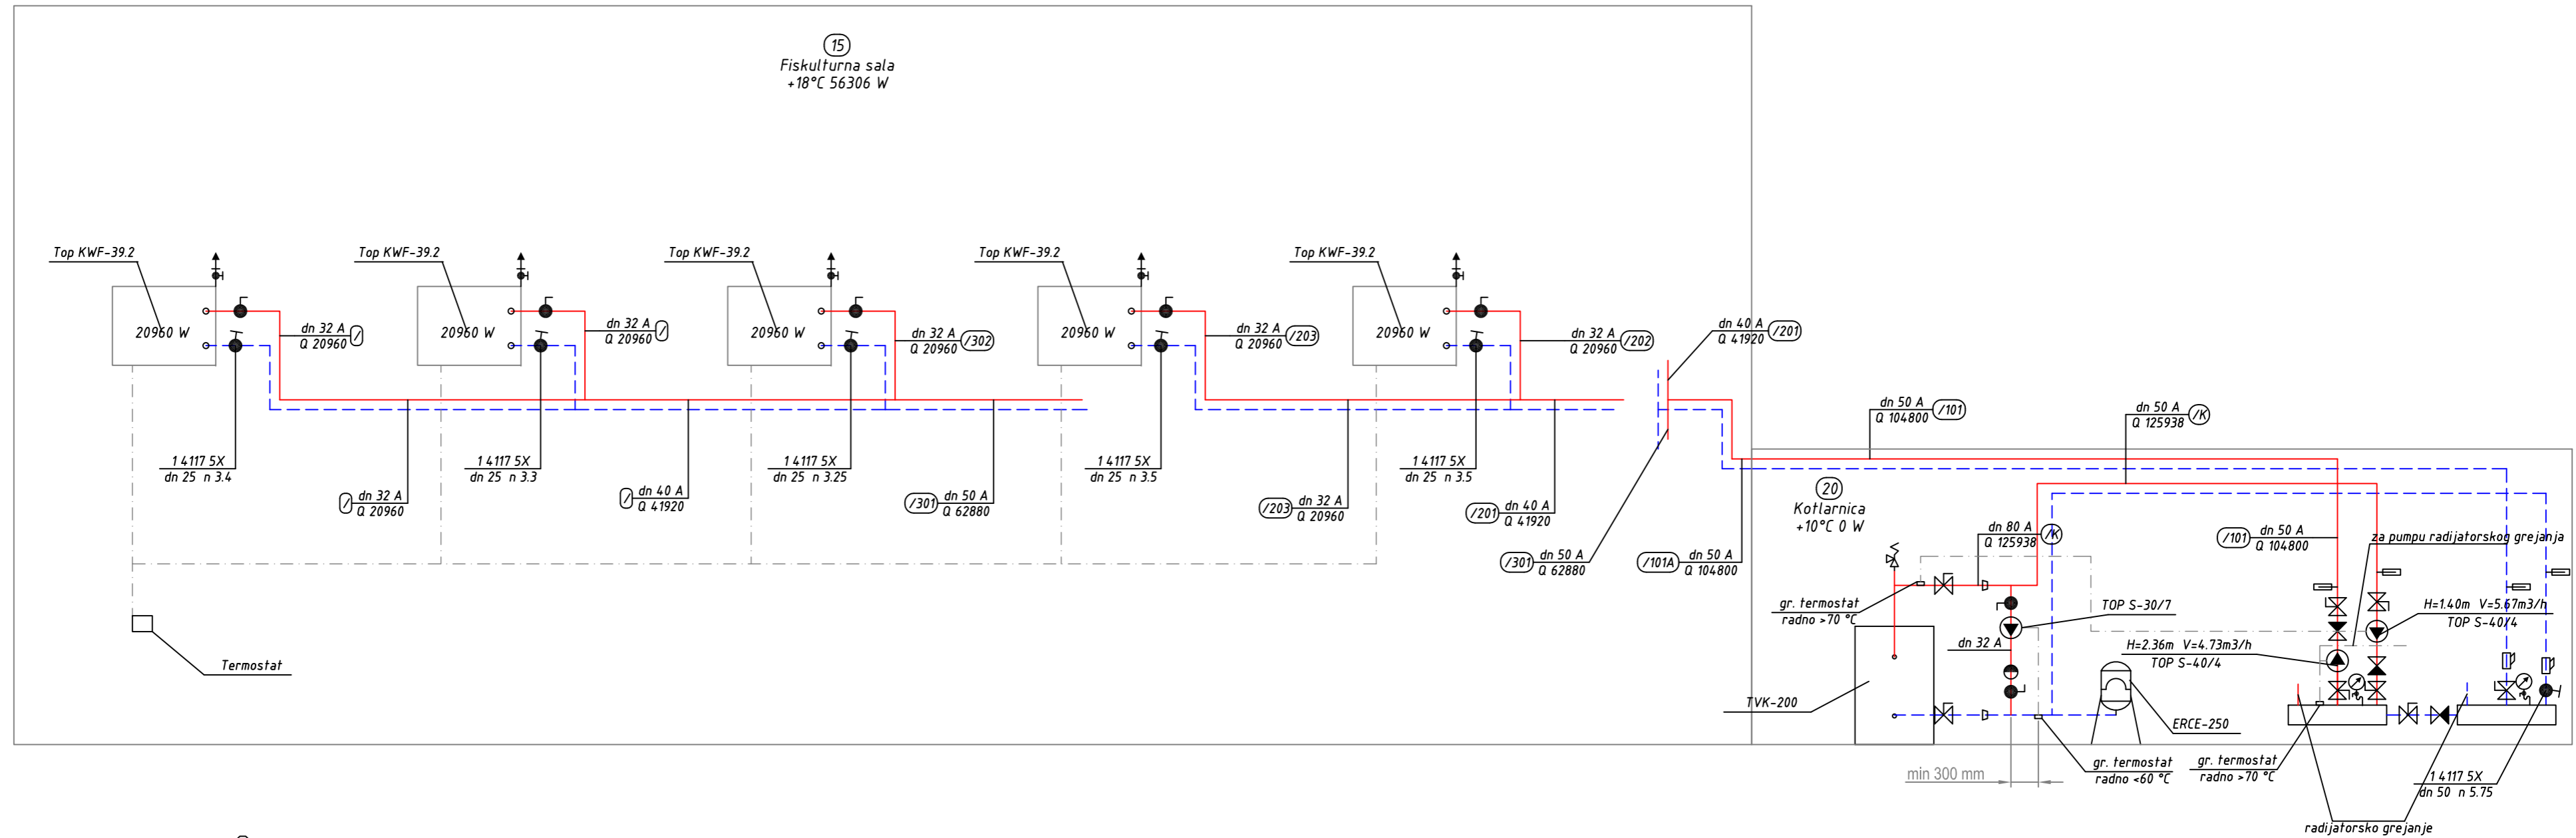 15
Fiskulturna sala
+18°C 56306 W
Top KWF-39.2
Top KWF-39.2
Top KWF-39.2
Top KWF-39.2
Top KWF-39.2
20960 W
20960 W
20960 W
20960 W
20960 W
dn 32 A /
Q 20960
dn 32 A /
Q 20960
dn 32 A /302
Q 20960
dn 32 A /203
Q 20960
dn 32 A /202
Q 20960
dn 40 A /201
Q 41920
1 4117 5X
dn 25 n 3.4
1 4117 5X
dn 25 n 3.3
1 4117 5X
dn 25 n 3.25
1 4117 5X
dn 25 n 3.5
1 4117 5X
dn 25 n 3.5
/ dn 32 A
Q 20960
/ dn 40 A
Q 41920
/301 dn 50 A
Q 62880
/203 dn 32 A
Q 20960
/201 dn 40 A
Q 41920
/301 dn 50 A
Q 62880
/101A dn 50 A
Q 104800
Termostat
dn 50 A /101
Q 104800
dn 50 A /K
Q 125938
20
Kotlarnica
+10°C 0 W
dn 80 A /K
Q 125938
/101 dn 50 A
Q 104800
za pumpu radijatorskog grejanja
gr. termostat
radno >70 °C
TOP S-30/7
dn 32 A
H=1.40m V=5.67m3/h
TOP S-40/4
H=2.36m V=4.73m3/h
TOP S-40/4
TVK-200
ERCE-250
min 300 mm
gr. termostat
radno <60 °C
gr. termostat
radno >70 °C
1 4117 5X
dn 50 n 5.75
radijatorsko grejanje